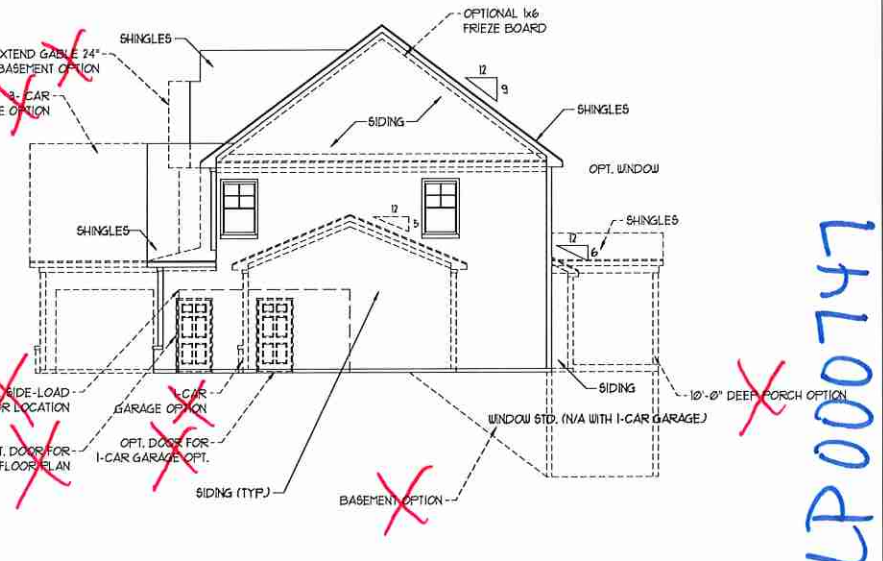 OPTIONAL 1x6
FRIEZE BOARD
SHINGLES
XTEND GABLE 24"
BASEMENT OPTION
3-CAR
E OPTION
12
9
SHINGLES
SIDING
OPT. WINDOW
12
5
SHINGLES
SHINGLES
12
6
SIDE-LOAD
R LOCATION
1-CAR
GARAGE OPTION
SIDING
10'-0" DEEP PORCH OPTION
WINDOW STD. (N/A WITH 1-CAR GARAGE)
T. DOOR FOR
FLOOR PLAN
OPT. DOOR FOR
1-CAR GARAGE OPT.
SIDING (TYP.)
BASEMENT OPTION
LP000747